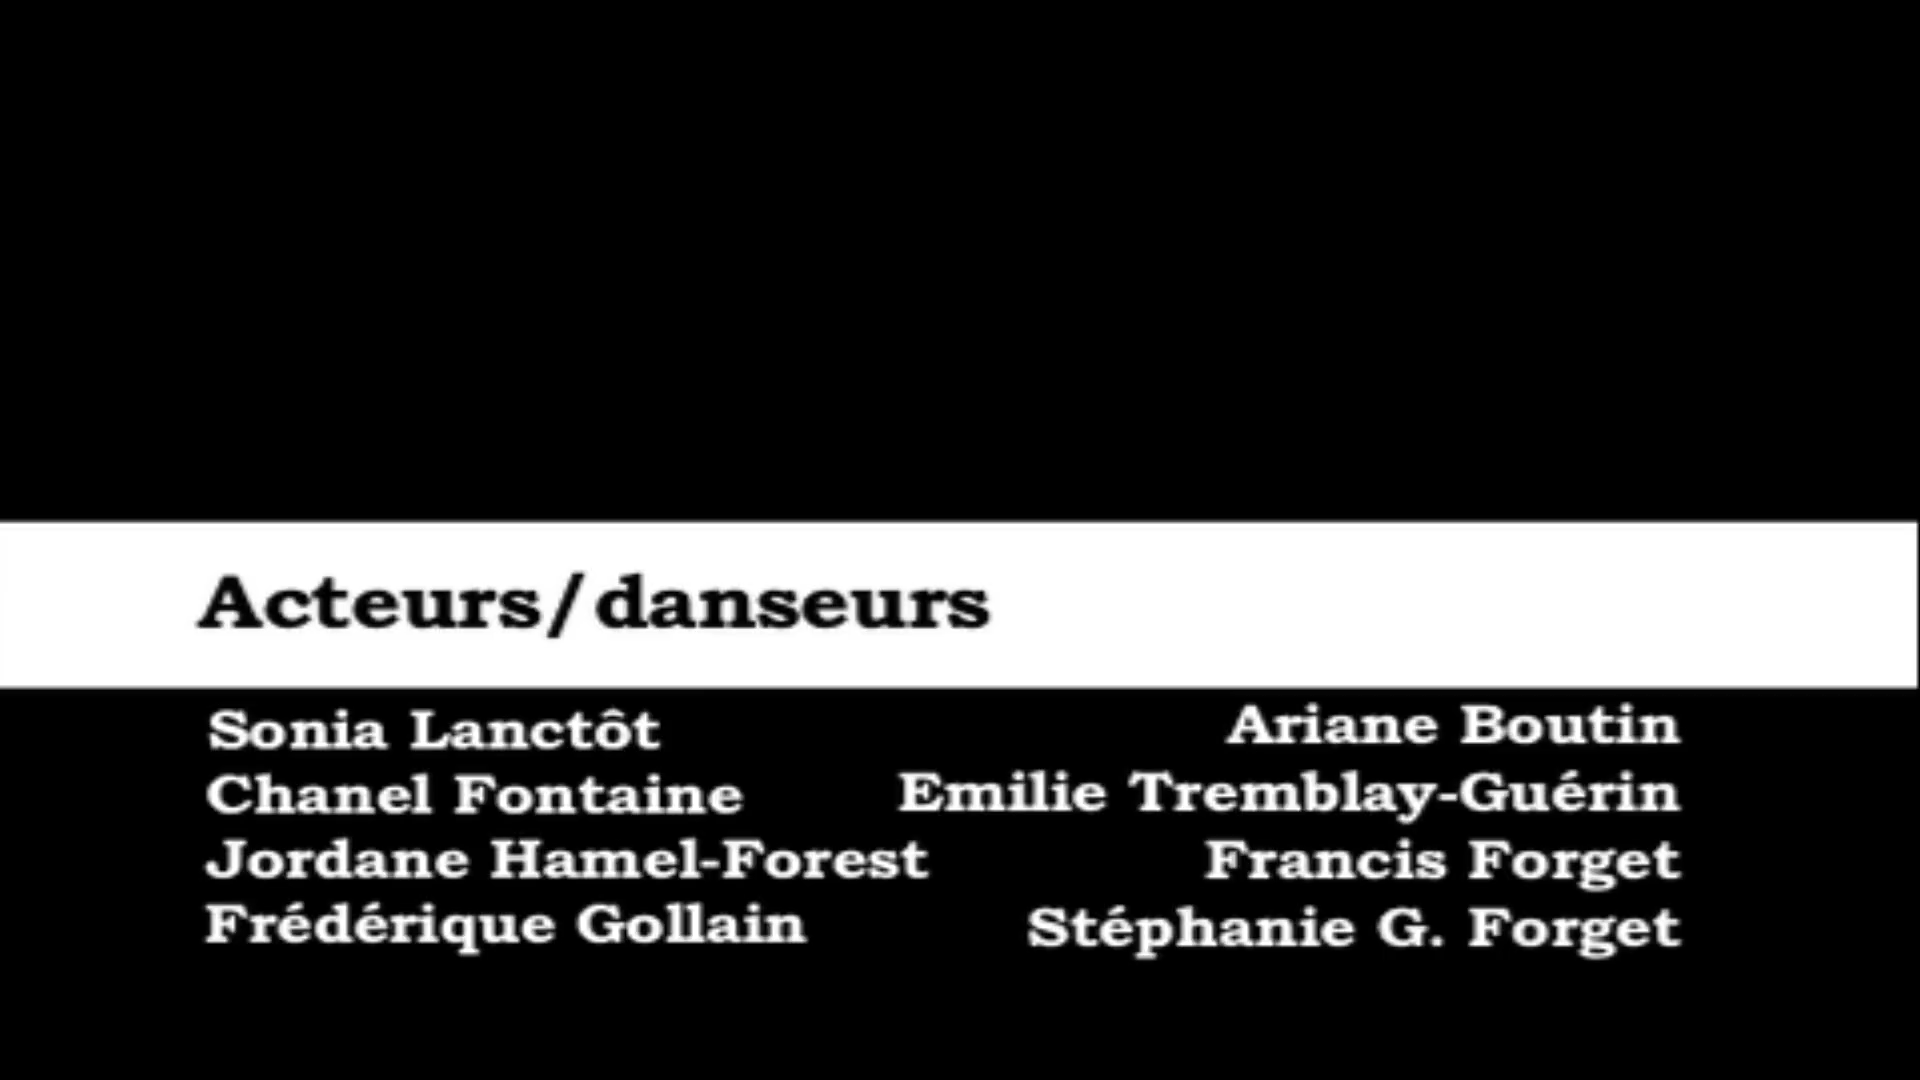 Acteurs/danseurs
Sonia Lanctôt
Chanel Fontaine
Jordane Hamel-Forest
Frédérique Gollain
Ariane Boutin
Emilie Tremblay-Guérin
Francis Forget
Stéphanie G. Forget